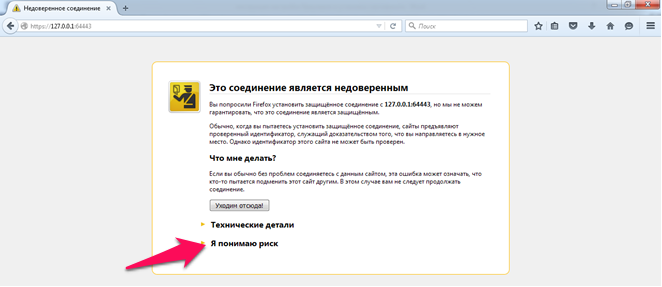 Недоверенное соединение
https://127.0.0.1:64443
Поиск
Это соединение является недоверенным
Вы попросили Firefox установить защищённое соединение с 127.0.0.1:64443, но мы не можем
гарантировать, что это соединение является защищённым.
Обычно, когда вы пытаетесь установить защищённое соединение, сайты предъявляют
проверенный идентификатор, служащий доказательством того, что вы направляетесь в нужное
место. Однако идентификатор этого сайта не может быть проверен.
Что мне делать?
Если вы обычно без проблем соединяетесь с данным сайтом, эта ошибка может означать, что
кто-то пытается подменить этот сайт другим. В этом случае вам не следует продолжать
соединение.
Уходим отсюда!
Технические детали
Я понимаю риск